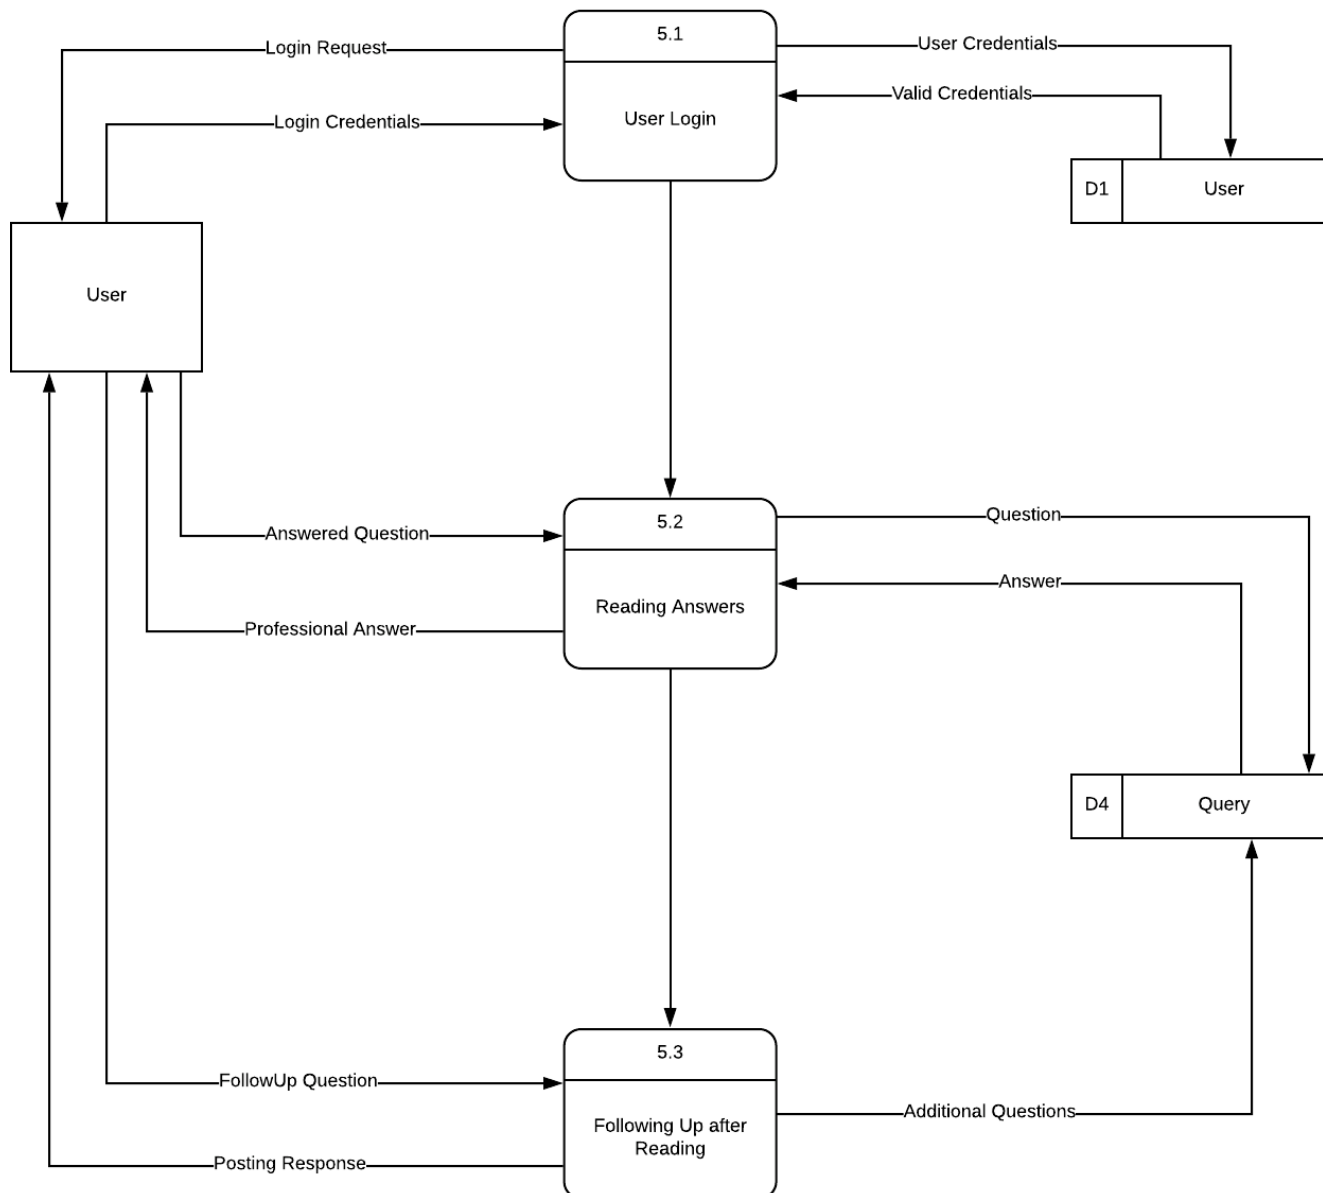 5.1
Login Request
User Credentials
Valid Credentials
User Login
Login Credentials
D1
User
User
5.2
Question
Answered Question
Answer
Reading Answers
Professional Answer
D4
Query
5.3
FollowUp Question
Additional Questions
Following Up after
Reading
Posting Response